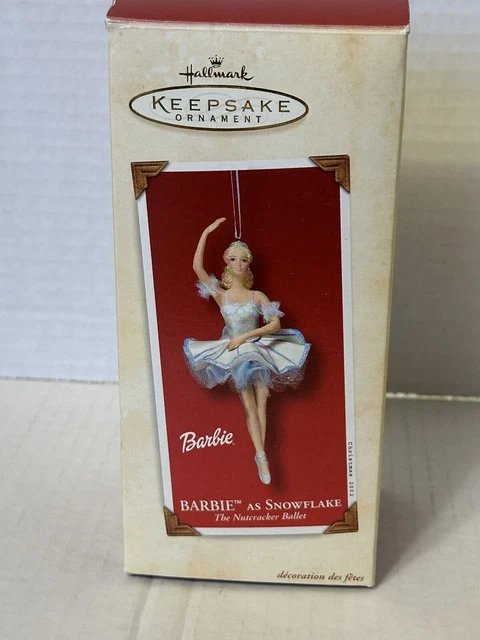 Hallmark
KEEPSAKE
ORNAMENT
Barbie
Christmas 2002
BARBIE™ AS SNOWFLAKE
The Nutcracker Ballet
décoration des fêtes